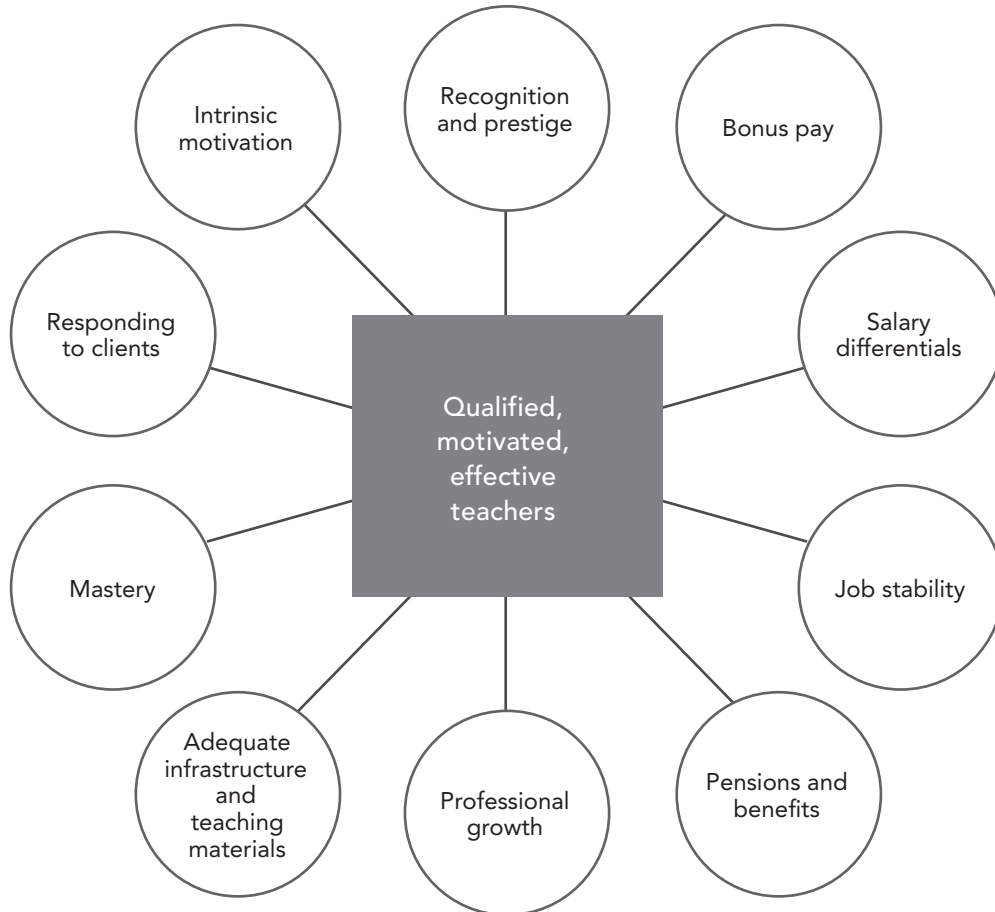 Intrinsic
motivation
Recognition
and prestige
Bonus pay
Responding
to clients
Salary
differentials
Qualified,
motivated,
effective
teachers
Mastery
Job stability
Adequate
infrastructure
and
teaching
materials
Professional
growth
Pensions and
benefits